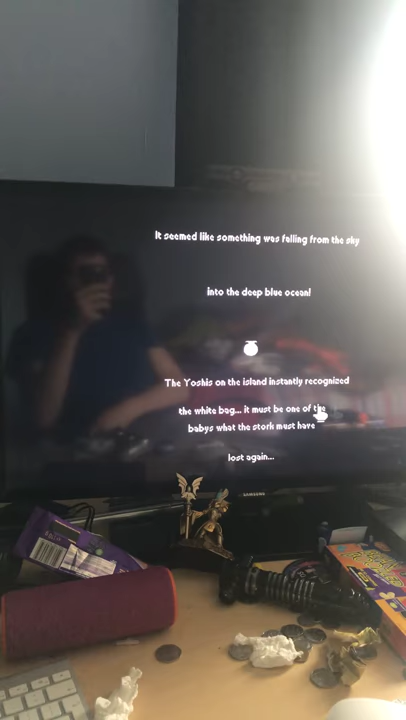 It seemed like something was falling from the sky
into the deep blue ocean!
The Yoshis on the island instantly recognized
the white bag... it must be one of the
babys what the stork must have
lost again...
SAMSUNG